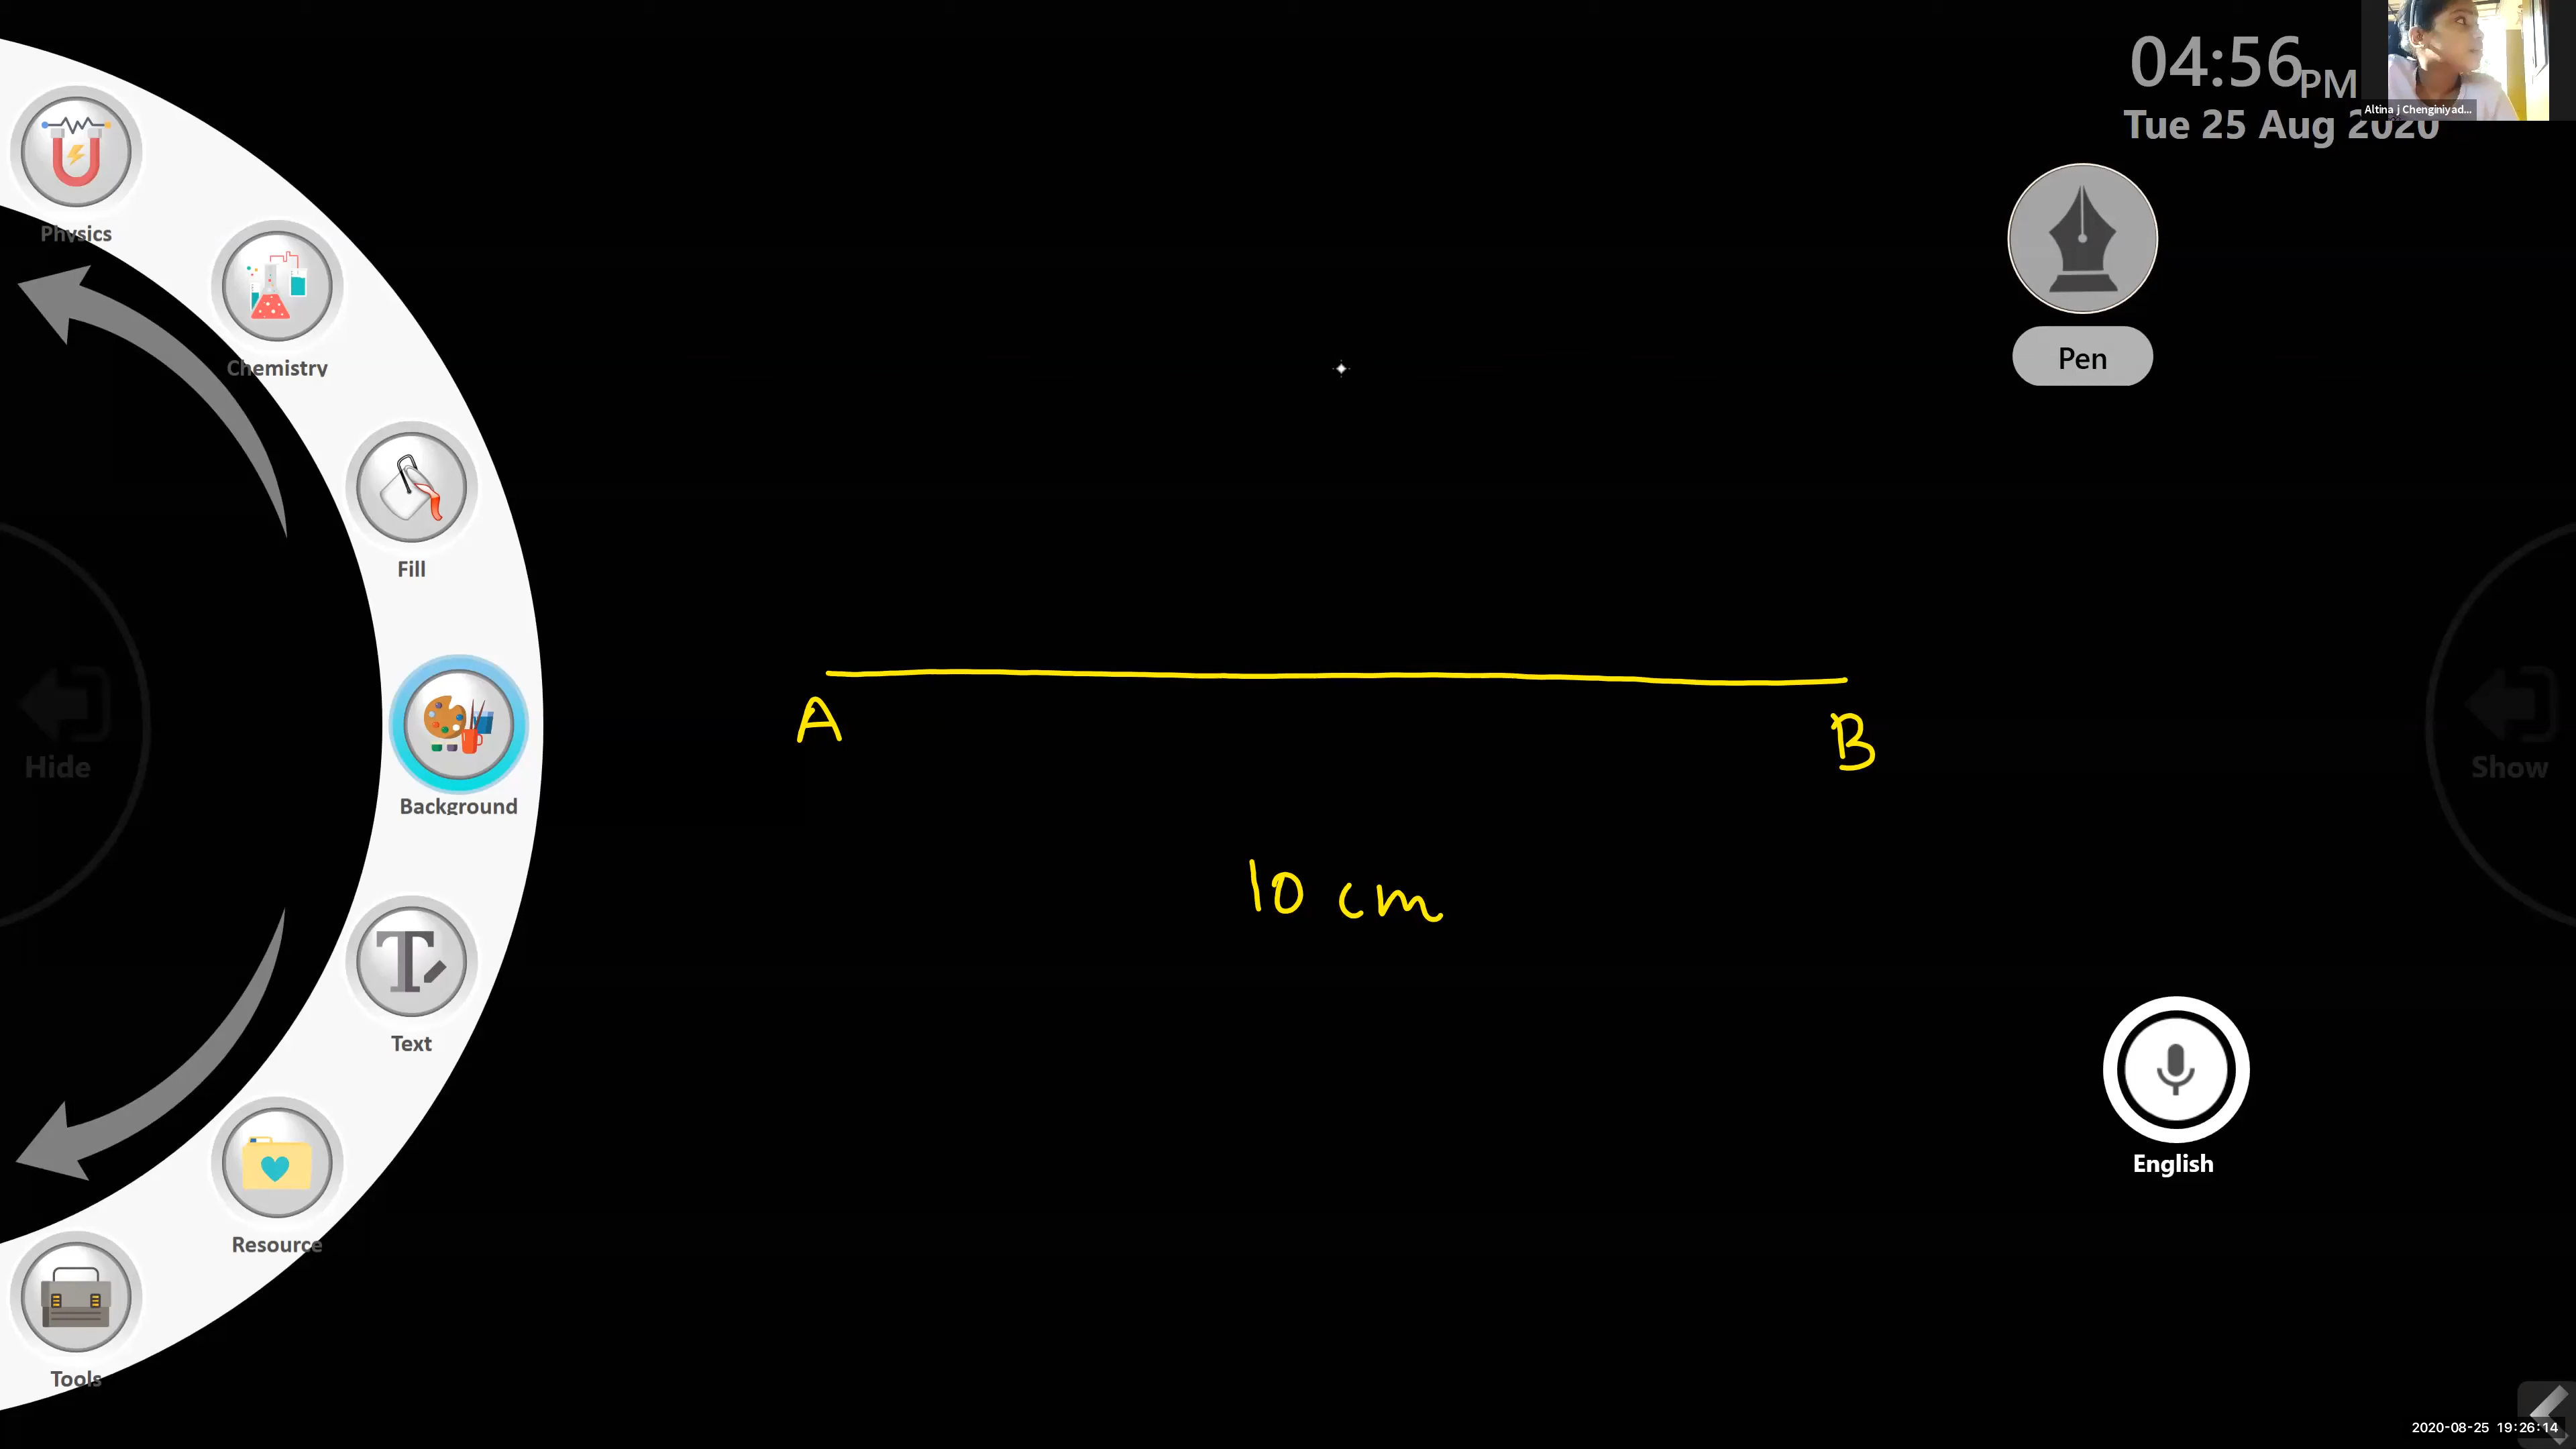 04:56PM
Altina j Chenginiyad...
Tue 25 Aug 2020
Physics
Chemistry
Pen
Fill
A
B
Hide
Show
Background
10 cm
Text
English
Resource
Tools
2020-08-25 19:26:14